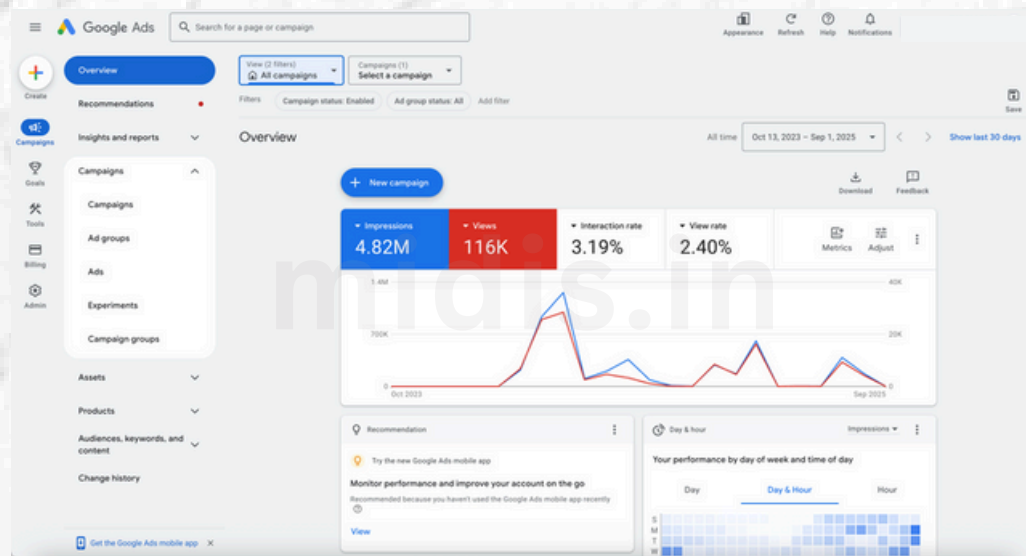 Google Ads
Search for a page or campaign
Appearance
Refresh
Help
Notifications
Create
Campaigns
Goals
Tools
Billing
Admin
Overview
Recommendations
Insights and reports
Campaigns
Campaigns
Ad groups
Ads
Experiments
Campaign groups
Assets
Products
Audiences, keywords, and
content
Change history
Get the Google Ads mobile app
View (2 filters)
All campaigns
Campaigns (1)
Select a campaign
Filters
Campaign status: Enabled
Ad group status: All
Add filter
Save
Overview
All time
Oct 13, 2023 – Sep 1, 2025
Show last 30 days
New campaign
Download
Feedback
Impressions
4.82M
Views
116K
Interaction rate
3.19%
View rate
2.40%
Metrics
Adjust
midis.in
1.4M
40K
700K
20K
0
0
Oct 2023
Sep 2025
Recommendation
Try the new Google Ads mobile app
Monitor performance and improve your account on the go
Recommended because you haven't used the Google Ads mobile app recently
View
Day & hour
Impressions
Your performance by day of week and time of day
Day
Day & Hour
Hour
S
M
T
W